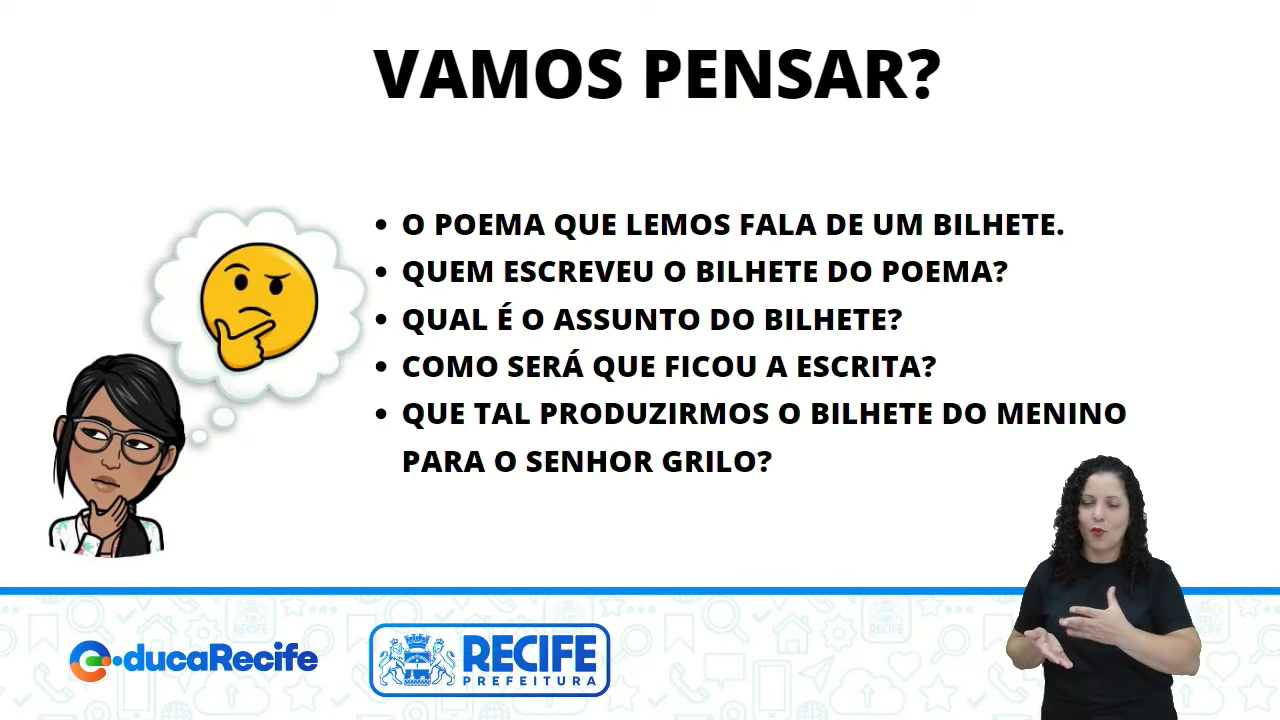 VAMOS PENSAR?
• O POEMA QUE LEMOS FALA DE UM BILHETE.
• QUEM ESCREVEU O BILHETE DO POEMA?
• QUAL É O ASSUNTO DO BILHETE?
• COMO SERÁ QUE FICOU A ESCRITA?
• QUE TAL PRODUZIRMOS O BILHETE DO MENINO
PARA O SENHOR GRILO?
educaRecife
RECIFE
PREFEITURA